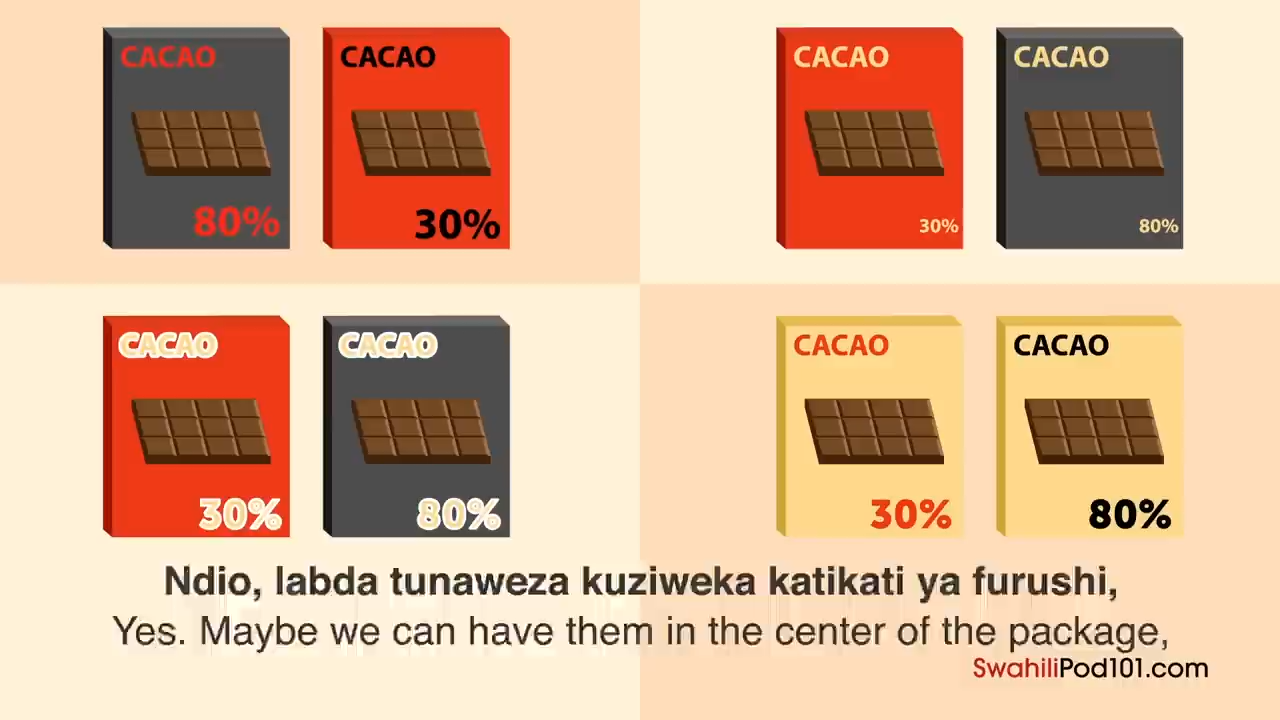 CACAO
80%
CACAO
30%
CACAO
30%
CACAO
80%
CACAO
30%
CACAO
80%
CACAO
30%
CACAO
80%
Ndio, labda tunaweza kuziweka katikati ya furushi,
Yes. Maybe we can have them in the center of the package,
SwahiliPod101.com